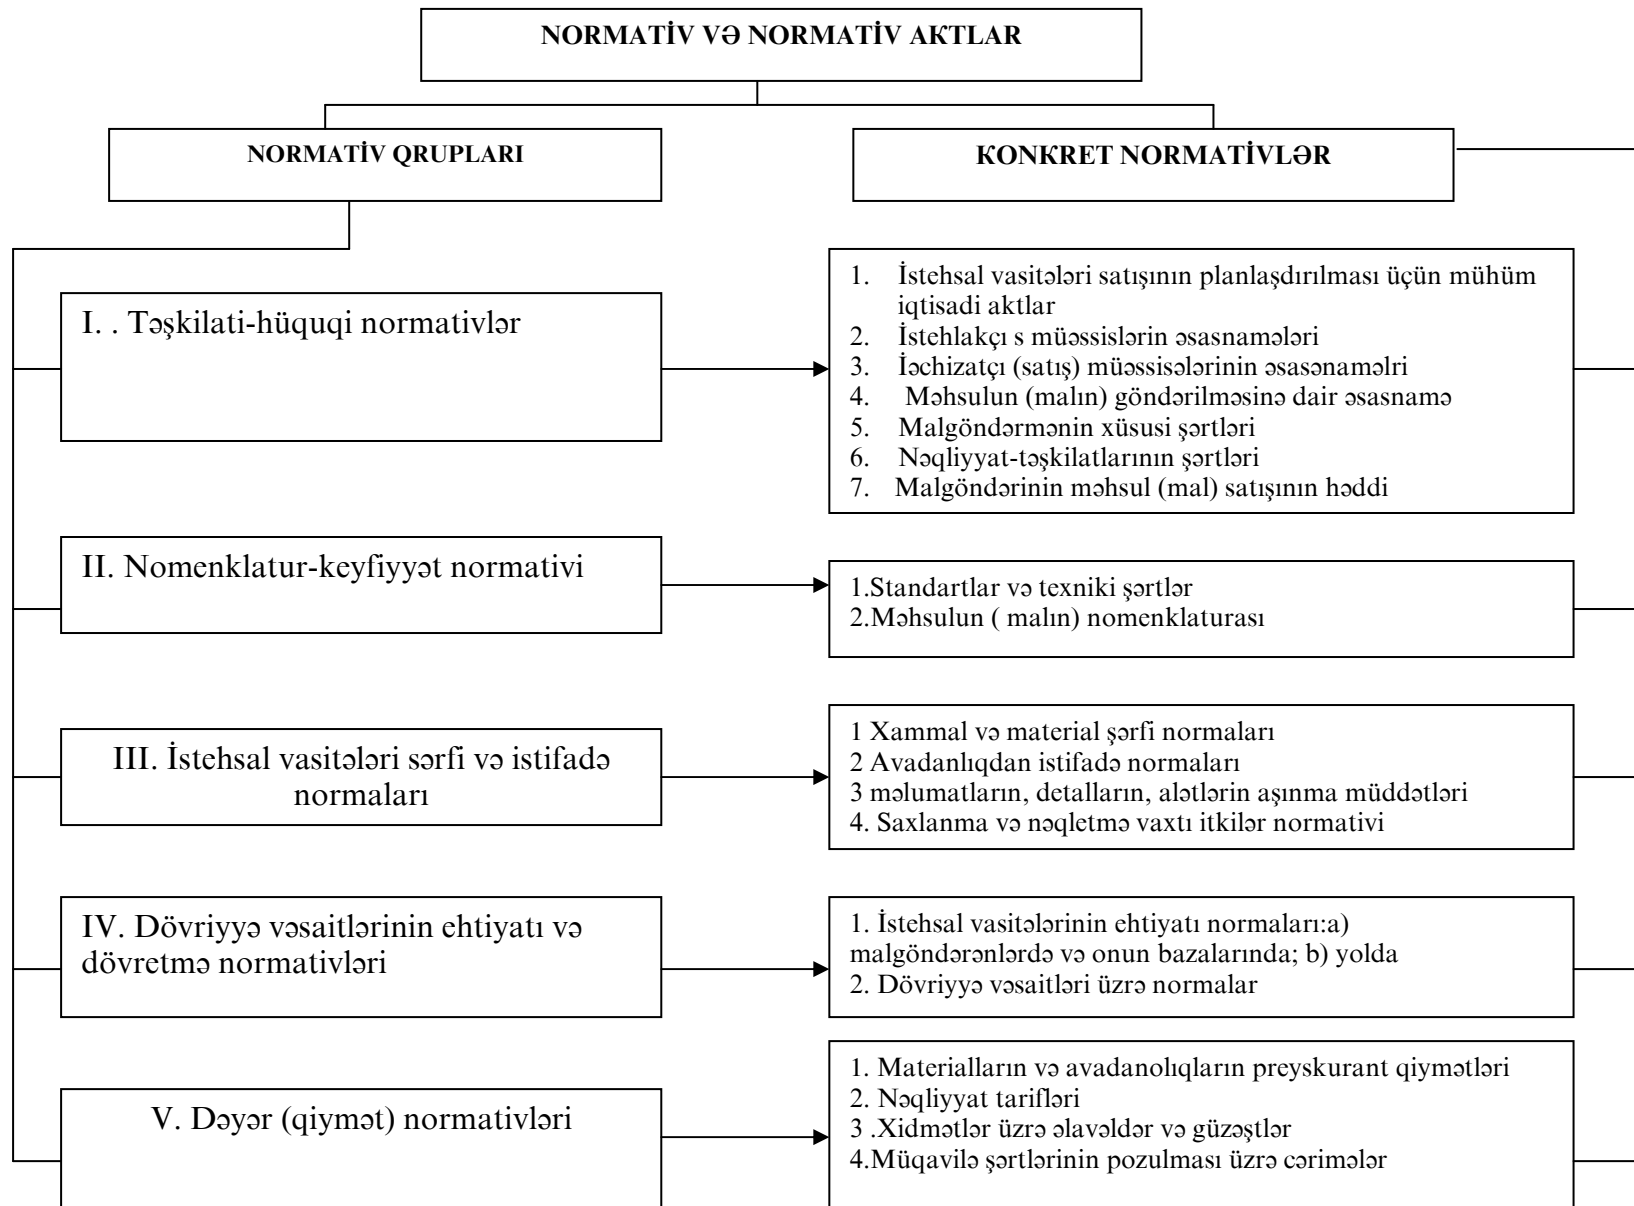 NORMATİV VƏ NORMATİV AKTLAR
NORMATİV QRUPLARI
KONKRET NORMATİVLƏR
I. . Təşkilati-hüquqi normativlər
1. İstehsal vasitələri satışının planlaşdırılması üçün mühüm
iqtisadi aktlar
2. İstehlakçı s müəssislərin əsasnamələri
3. İəchizatçı (satış) müəssisələrinin əsasənaməlri
4. Məhsulun (malın) göndərilməsinə dair əsasnamə
5. Malgöndərmənin xüsusi şərtləri
6. Nəqliyyat-təşkilatlarının şərtləri
7. Malgöndərinin məhsul (mal) satışının həddi
II. Nomenklatur-keyfiyyət normativi
1.Standartlar və texniki şərtlər
2.Məhsulun ( malın) nomenklaturası
III. İstehsal vasitələri sərfi və istifadə
normaları
1 Xammal və material şərfi normaları
2 Avadanlıqdan istifadə normaları
3 məlumatların, detalların, alətlərin aşınma müddətləri
4. Saxlanma və nəqletmə vaxtı itkilər normativi
IV. Dövriyyə vəsaitlərinin ehtiyatı və
dövretmə normativləri
1. İstehsal vasitələrinin ehtiyatı normaları:a)
malgöndərənlərdə və onun bazalarında; b) yolda
2. Dövriyyə vəsaitləri üzrə normalar
V. Dəyər (qiymət) normativləri
1. Materialların və avadanolıqların preyskurant qiymətləri
2. Nəqliyyat tarifləri
3 .Xidmətlər üzrə əlavəldər və güzəştlər
4.Müqavilə şərtlərinin pozulması üzrə cərimələr